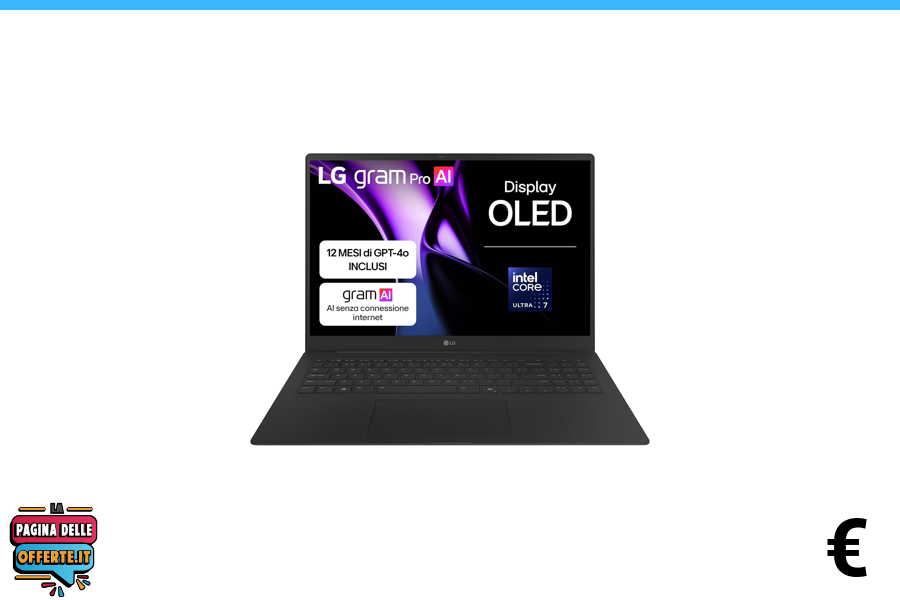 LG gram Pro AI
Display
OLED
12 MESI di GPT-4o
INCLUSI
gram AI
AI senza connessione
internet
intel
CORE
ULTRA 7
LG
LA
PAGINA DELLE
OFFERTE.IT
€